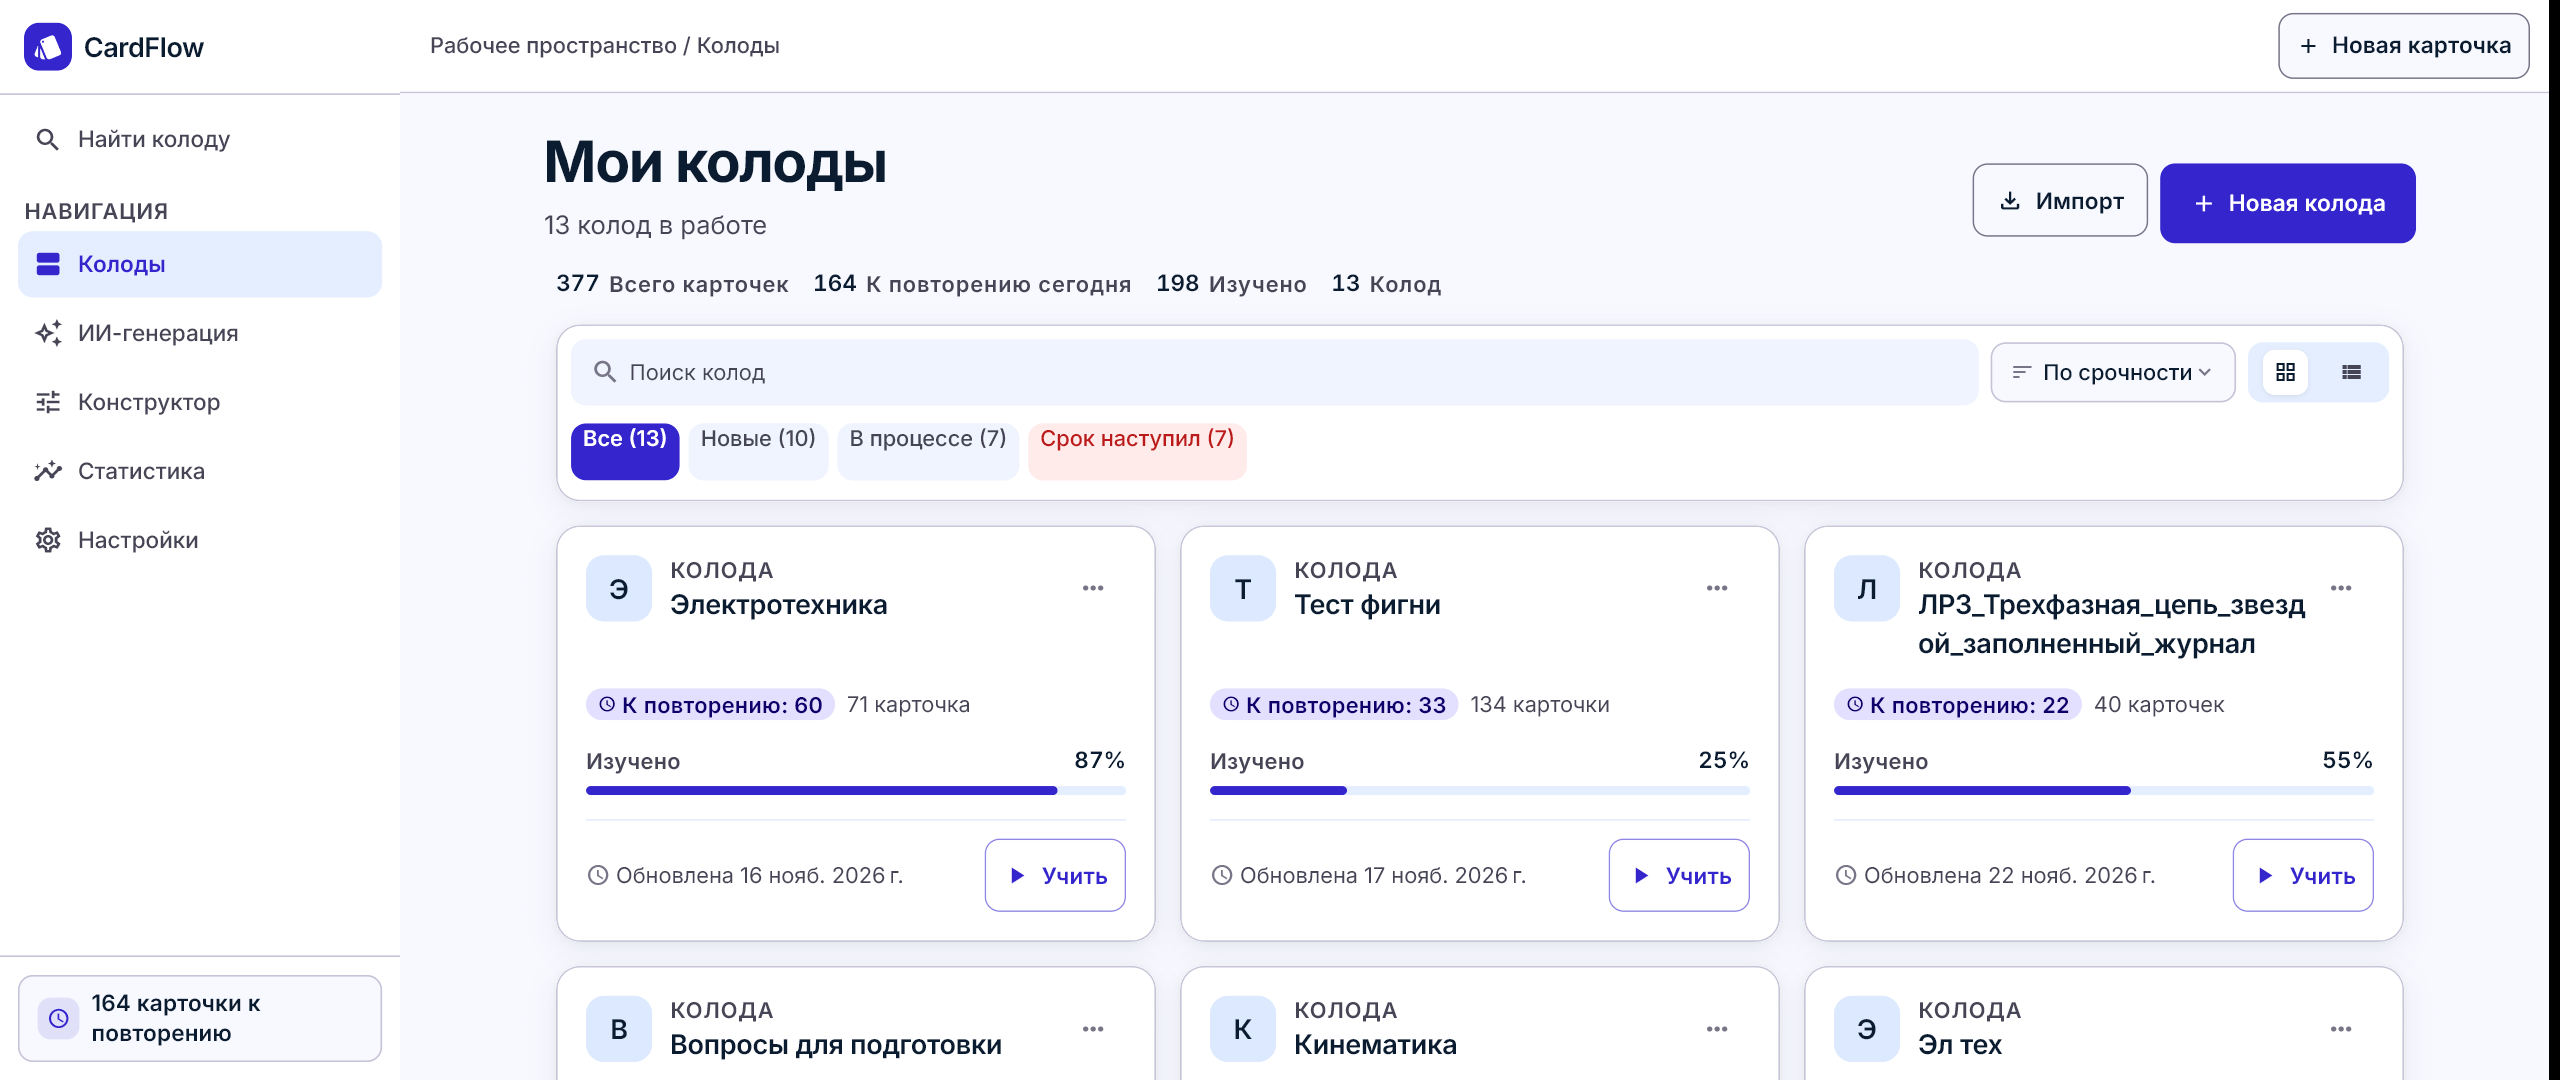 CardFlow
Рабочее пространство / Колоды
+ Новая карточка
Найти колоду
НАВИГАЦИЯ
Колоды
ИИ-генерация
Конструктор
Статистика
Настройки
164 карточки к
повторению
Мои колоды
13 колод в работе
Импорт
+ Новая колода
377 Всего карточек 164 К повторению сегодня 198 Изучено 13 Колод
Поиск колод
По срочности
Все (13) Новые (10) В процессе (7) Срок наступил (7)
Э
КОЛОДА
Электротехника
К повторению: 60 71 карточка
Изучено 87%
Обновлена 16 нояб. 2026 г.
Учить
Т
КОЛОДА
Тест фигни
К повторению: 33 134 карточки
Изучено 25%
Обновлена 17 нояб. 2026 г.
Учить
Л
КОЛОДА
ЛР3_Трехфазная_цепь_звезд
ой_заполненный_журнал
К повторению: 22 40 карточек
Изучено 55%
Обновлена 22 нояб. 2026 г.
Учить
В
КОЛОДА
Вопросы для подготовки
К
КОЛОДА
Кинематика
Э
КОЛОДА
Эл тех